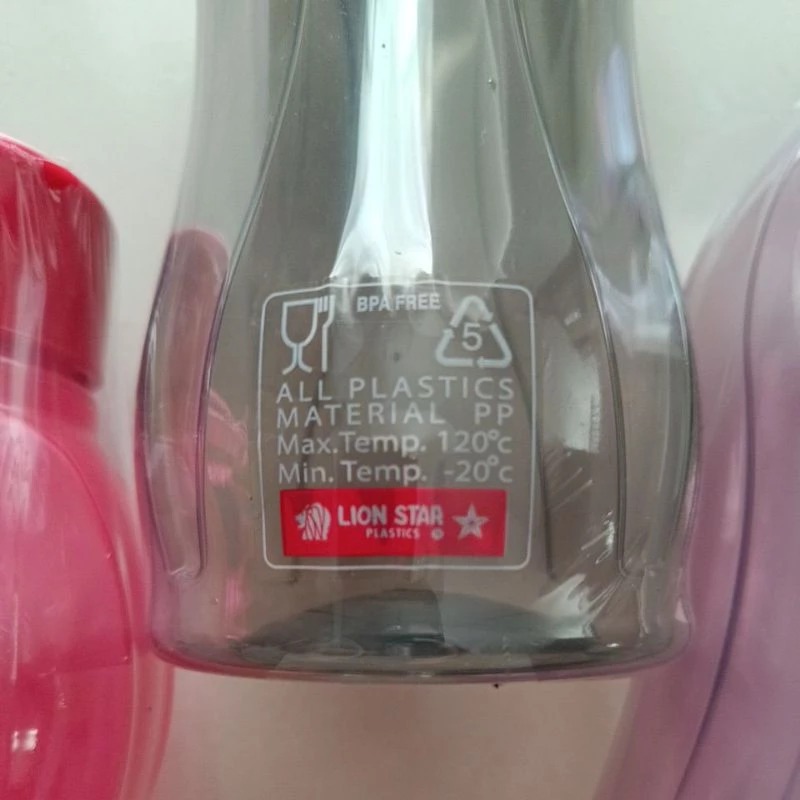 BPA FREE
5
ALL PLASTICS
MATERIAL PP
Max.Temp. 120°c
Min. Temp. -20°c
LION STAR
PLASTICS